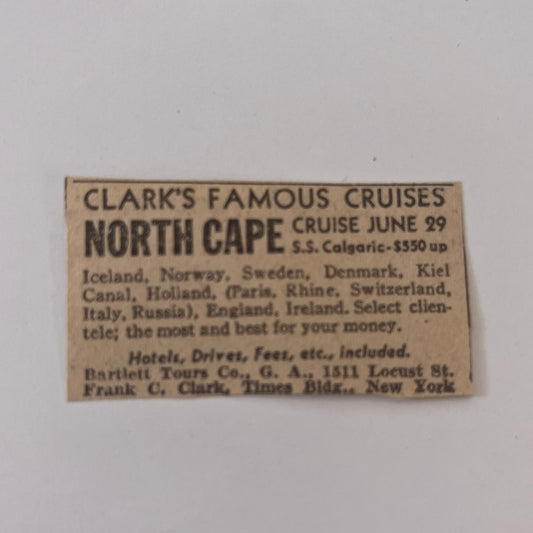 CLARK'S FAMOUS CRUISES
NORTH CAPE CRUISE JUNE 29
S.S. Calgaric-$550 up
Iceland, Norway, Sweden, Denmark, Kiel
Canal, Holland, (Paris, Rhine, Switzerland,
Italy, Russia), England, Ireland. Select clien-
tele; the most and best for your money.
Hotels, Drives, Fees, etc., included.
Bartlett Tours Co., G. A., 1511 Locust St.
Frank C. Clark, Times Bldg., New York